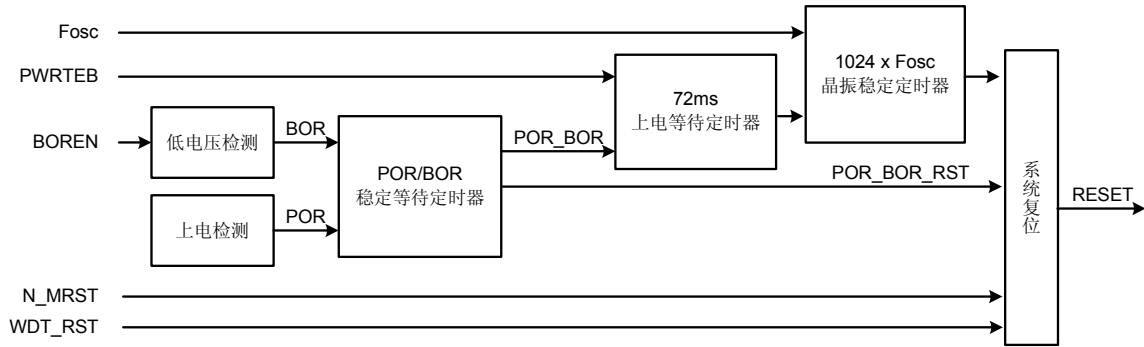 Fosc
PWRTEB
BOREN
低电压检测
BOR
上电检测
POR
POR/BOR
稳定等待定时器
POR_BOR
72ms
上电等待定时器
1024 x Fosc
晶振稳定定时器
POR_BOR_RST
系统复位
RESET
N_MRST
WDT_RST